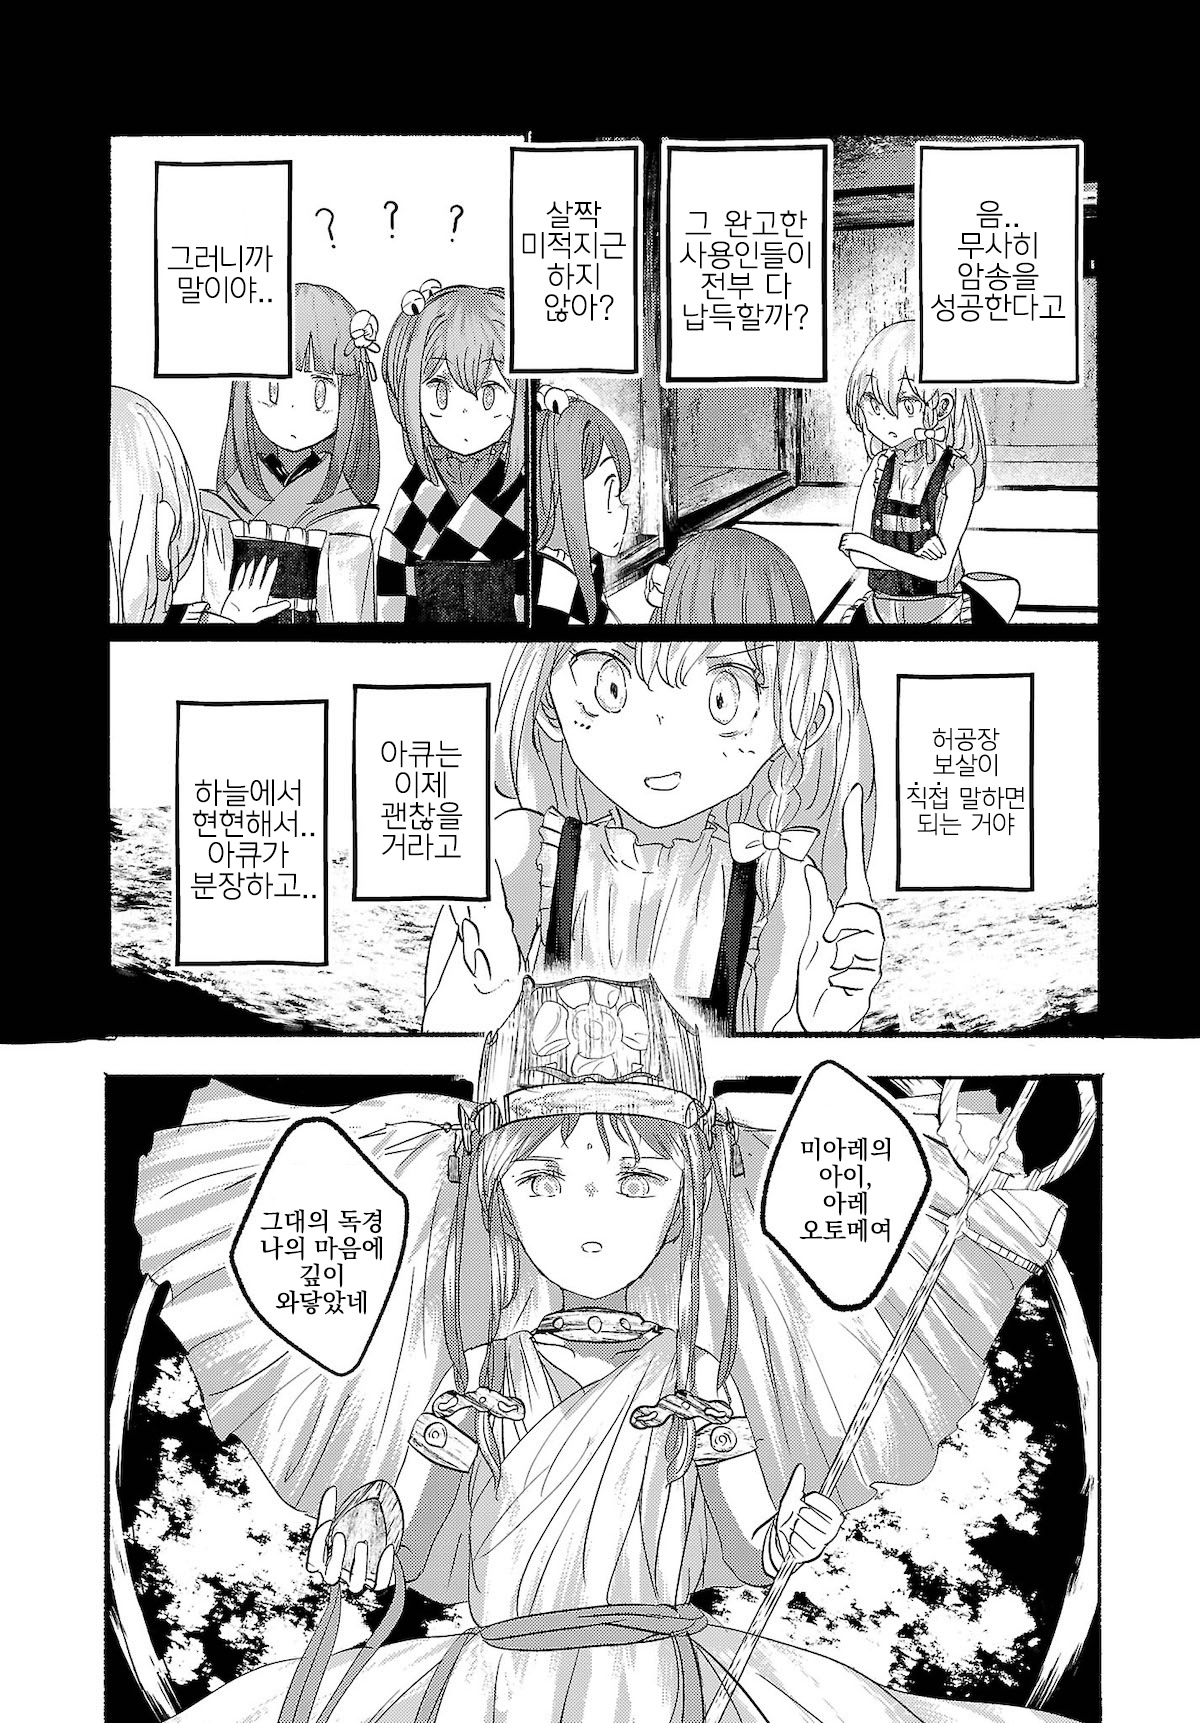 음..
무사히
암송을
성공한다고
그 완고한
사용인들이
전부 다
납득할까?
살짝
미적지근
하지
않아?
? ? ?
그러니까
말이야..
허공장
보살이
직접 말하면
되는 거야
아큐는
이제
괜찮을
거라고
하늘에서
현현해서..
아큐가
분장하고..
미아레의
아이,
아레
오토메여
그대의 독경
나의 마음에
깊이
와닿았네